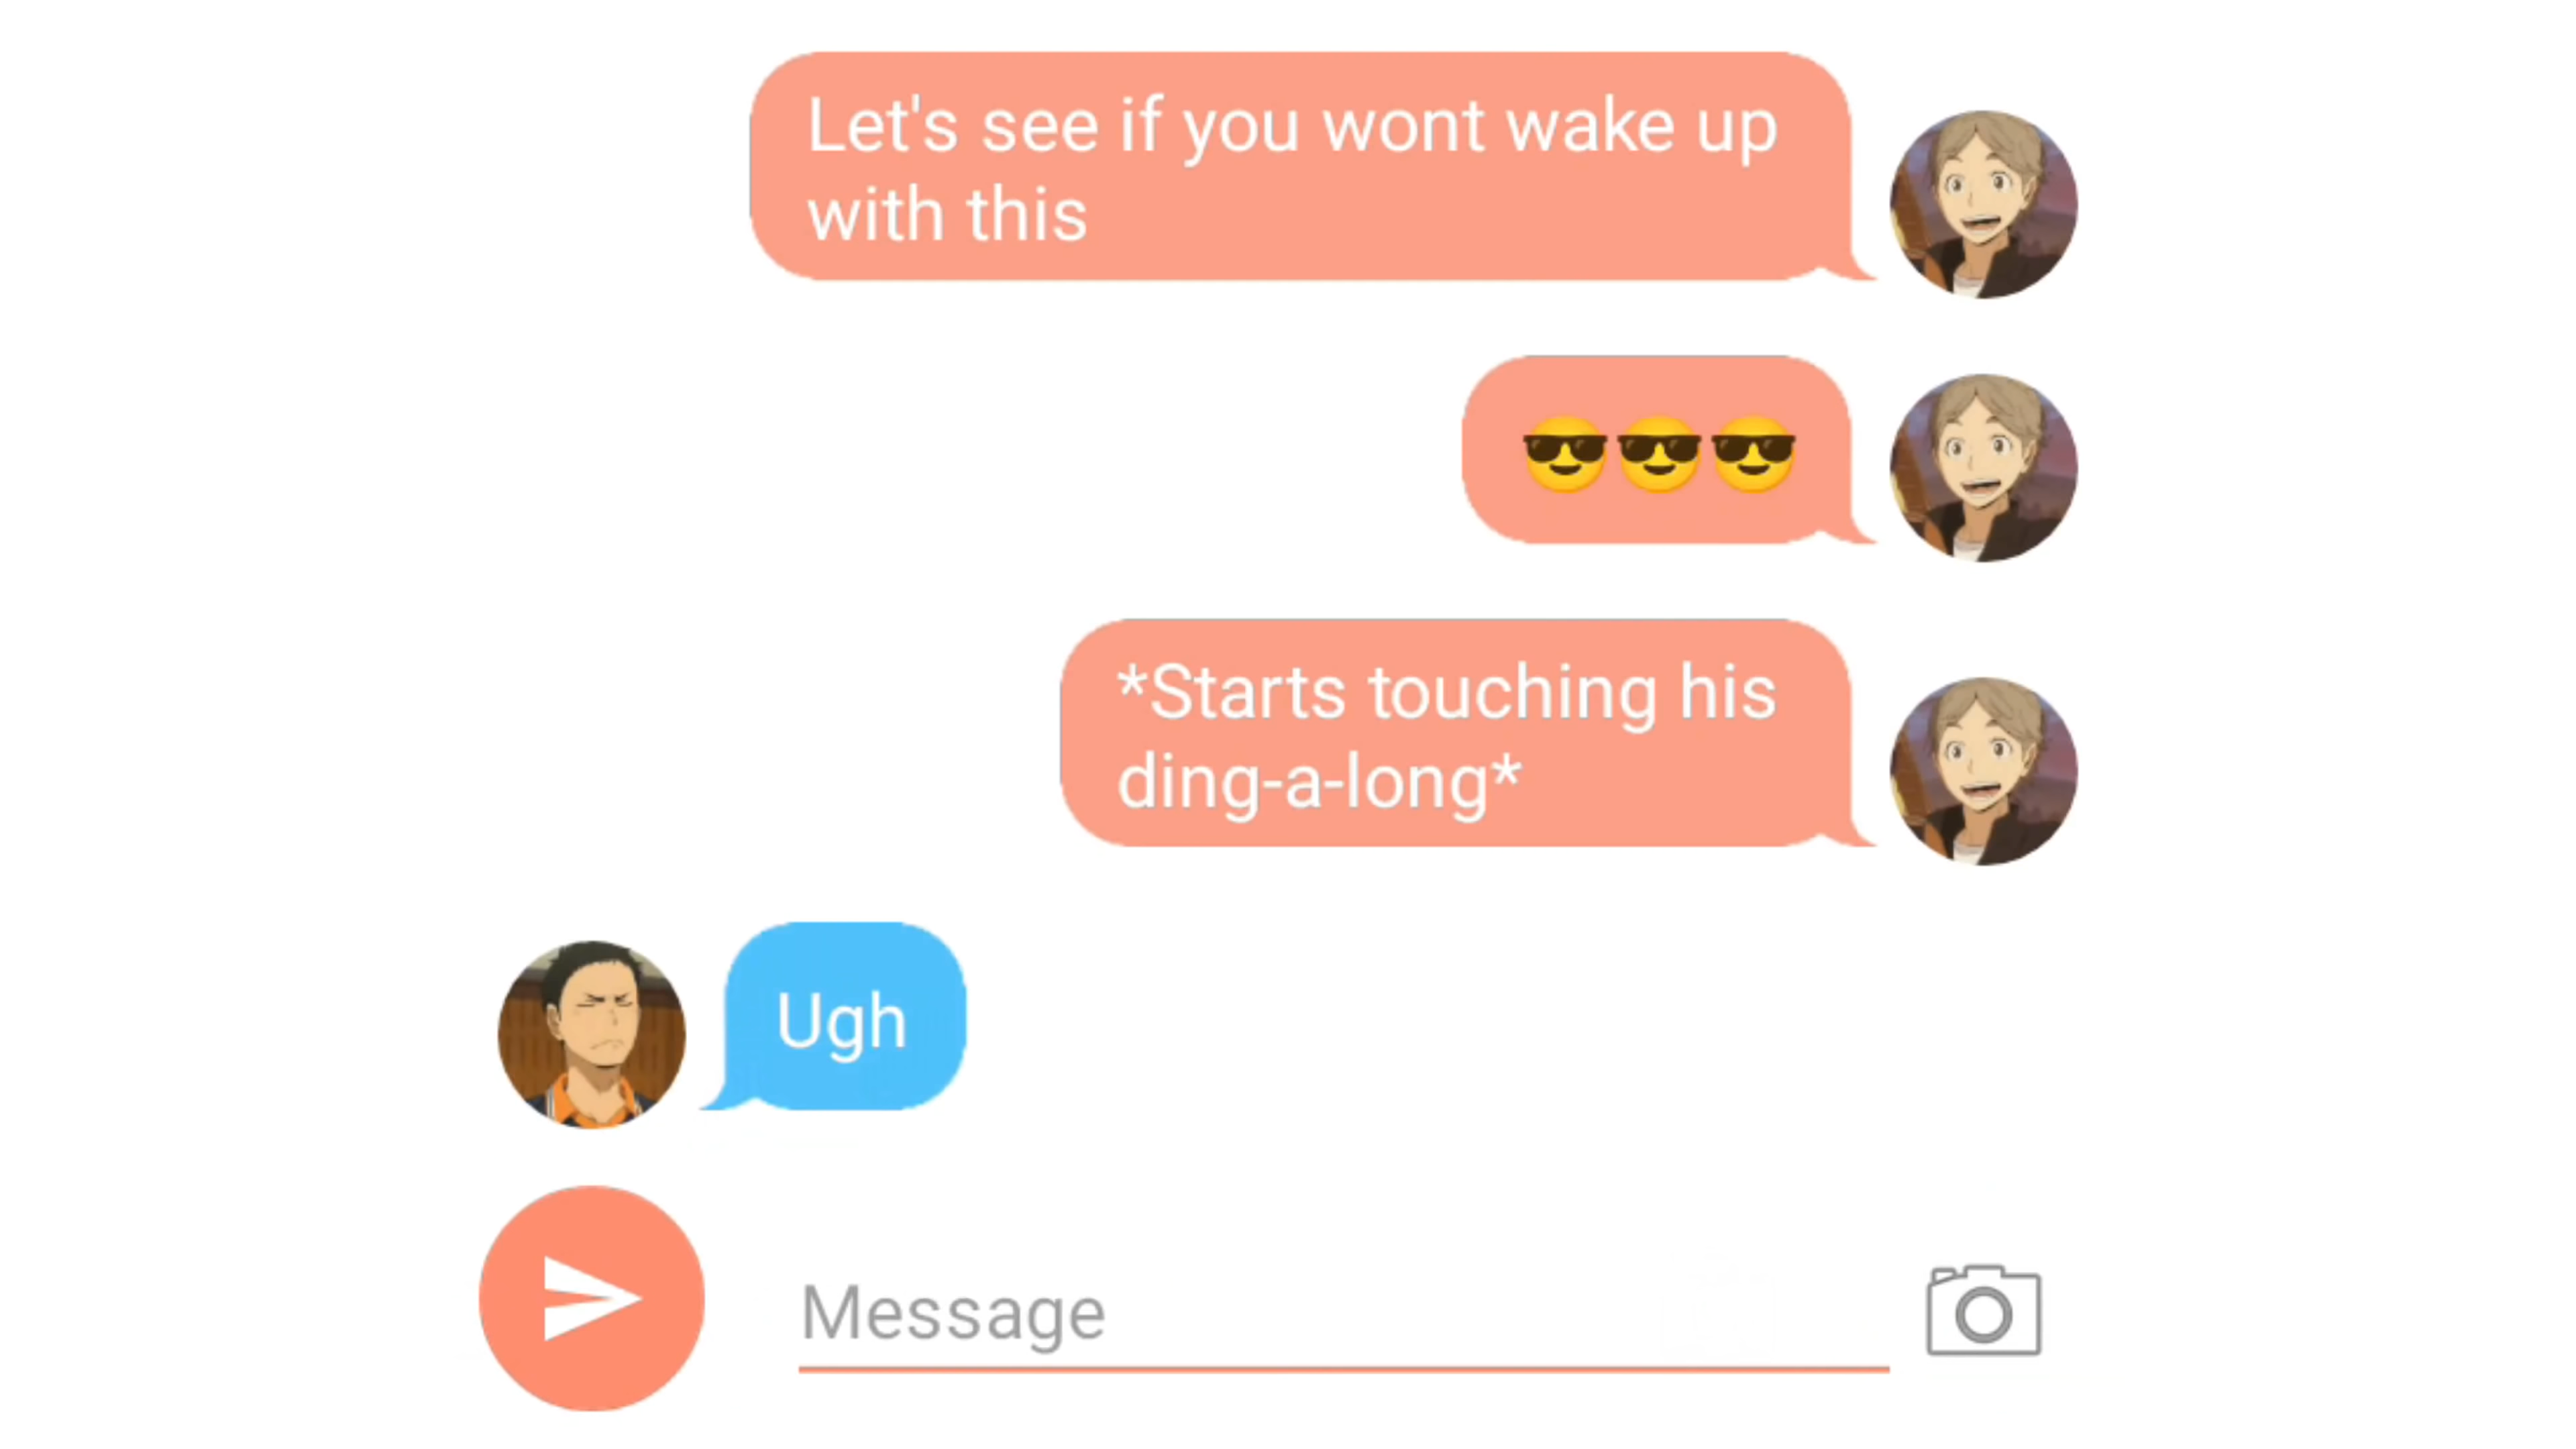 Let's see if you wont wake up
with this
😎😎😎
*Starts touching his
ding-a-long*
Ugh
Message